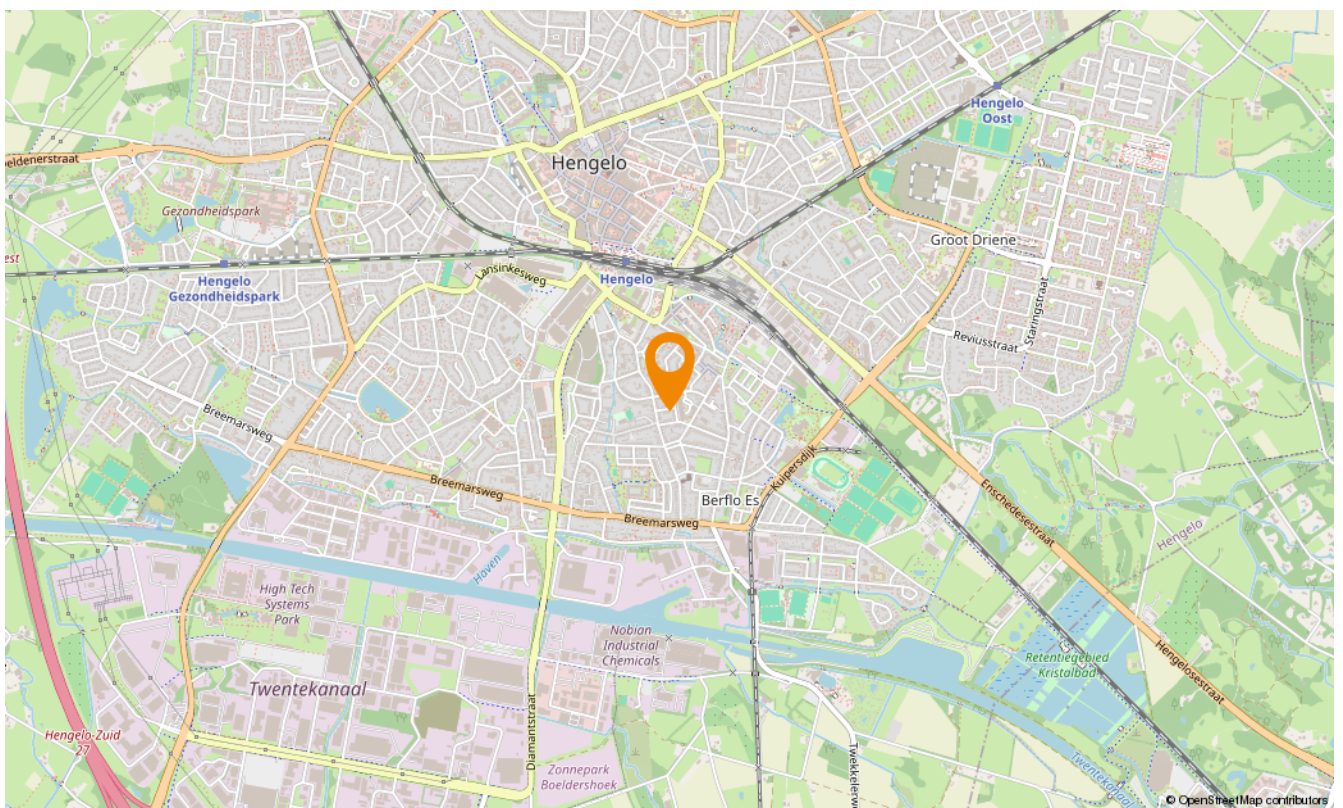 Hengelo
Oost
Hengelo
eldenerstraat
Gezondheidspark
Groot Driene
est
Lansinkesweg
Hengelo
Hengelo
Gezondheidspark
Staringstraat
Reviusstraat
Breemarsweg
Kuipersdijk
Breemarsweg
Enschedesestraat
Berflo Es
Breemarsweg
Hengelo
Haven
High Tech
Systems
Park
Nobian
Industrial
Chemicals
Retentiegebied
Kristalbad
Hengelosestraat
Twentekanaal
Diamantstraat
Hengelo-Zuid
27
Zonnepark
Boeldershoek
Twekkelerw
Twentekanaal
© OpenStreetMap contributors